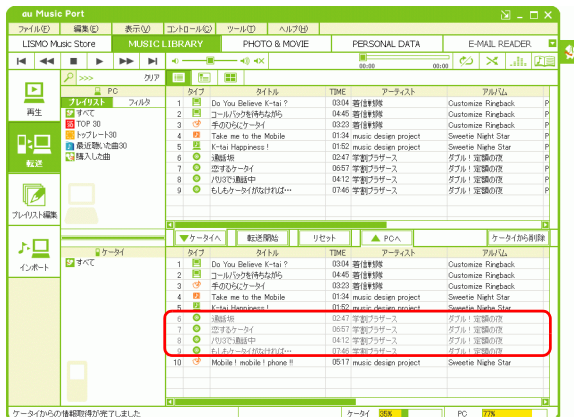 au Music Port
ファイル(F) 編集(E) 表示(V) コントロール(C) ツール(T) ヘルプ(H)
LISMO Music Store MUSIC LIBRARY PHOTO & MOVIE PERSONAL DATA E-MAIL READER
00:00 00:00
>>> クリア
PC
プレイリスト フィルタ
すべて
TOP 30
トップレート30
最近聴いた曲30
購入した曲
再生
転送
プレイリスト編集
インポート
タイプ タイトル TIME アーティスト アルバム
1 Do You Believe K-tai ? 03:04 着信戦隊 Customize Ringback P
2 コールバックを待ちながら 04:45 着信戦隊 Customize Ringback P
3 手のひらにケータイ 03:23 着信戦隊 Customize Ringback P
4 Take me to the Mobile 01:34 music design project Sweetie Nighe Star P
5 K-tai Happiness ! 01:52 music design project Sweetie Nighe Star P
6 通話坂 02:47 学割ブラザース ダブル！定額の夜 P
7 恋するケータイ 06:57 学割ブラザース ダブル！定額の夜 P
8 バリ3で通話中 04:12 学割ブラザース ダブル！定額の夜 P
9 もしもケータイがなければ… 07:46 学割ブラザース ダブル！定額の夜 P
▼ケータイへ 転送開始 リセット ▲ PCへ ケータイから削除
ケータイ
すべて
タイプ タイトル TIME アーティスト アルバム
1 Do You Believe K-tai ? 03:04 着信戦隊 Customize Ringback
2 コールバックを待ちながら 04:45 着信戦隊 Customize Ringback
3 手のひらにケータイ 03:23 着信戦隊 Customize Ringback
4 Take me to the Mobile 01:34 music design project Sweetie Nighe Star
5 K-tai Happiness ! 01:52 music design project Sweetie Nighe Star
6 通話坂 02:47 学割ブラザース ダブル！定額の夜
7 恋するケータイ 06:57 学割ブラザース ダブル！定額の夜
8 バリ3で通話中 04:12 学割ブラザース ダブル！定額の夜
9 もしもケータイがなければ… 07:46 学割ブラザース ダブル！定額の夜
10 Mobile ! mobile ! phone !! 05:17 music design project Sweetie Nighe Star
ケータイからの情報取得が完了しました ケータイ 35% PC 77%